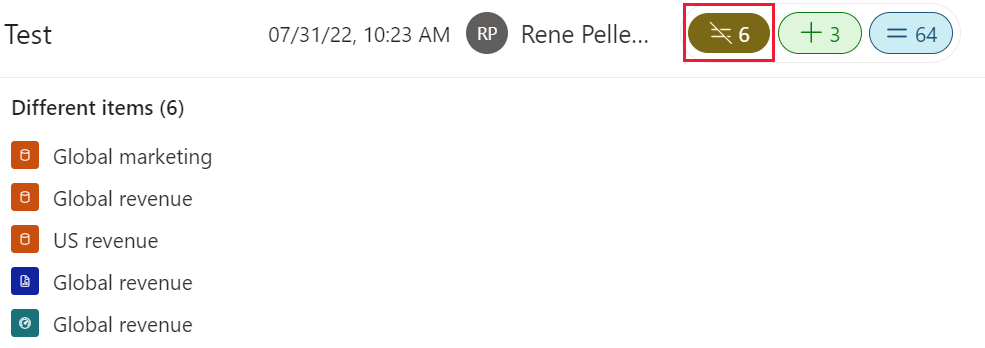 Test 07/31/22, 10:23 AM RP Rene Pelle... 6 3 64
Different items (6)
Global marketing
Global revenue
US revenue
Global revenue
Global revenue